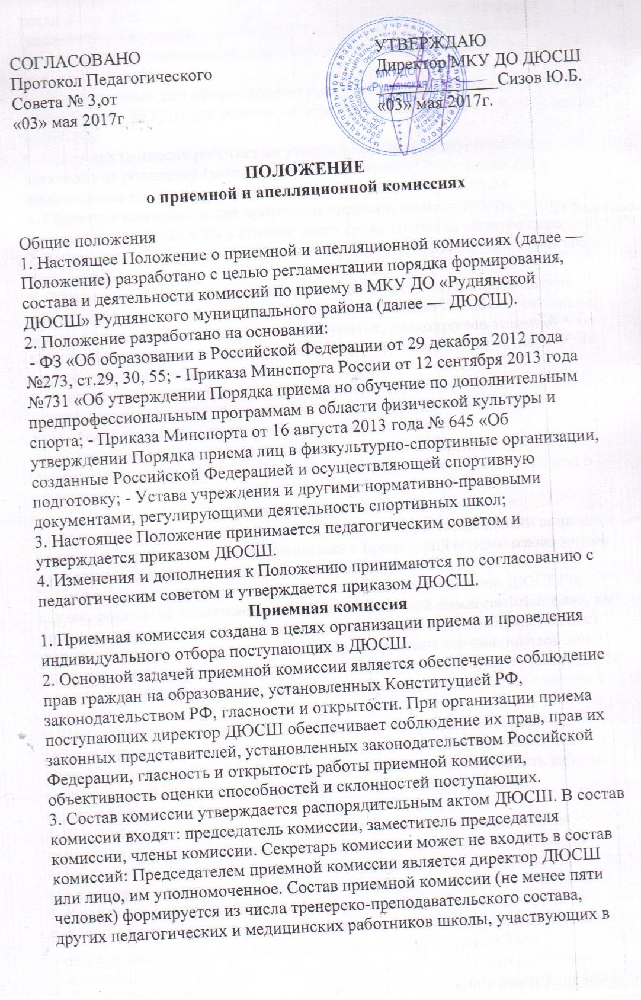 СОГЛАСОВАНО
Протокол Педагогического
Совета № 3,от
«03» мая 2017г
УТВЕРЖДАЮ
Директор МКУ ДО ДЮСШ
Сизов Ю.Б.
«03» мая 2017г.
МКУ ДО
«Руднянская
ДЮСШ»
ПОЛОЖЕНИЕ
о приемной и апелляционной комиссиях
Общие положения
1. Настоящее Положение о приемной и апелляционной комиссиях (далее —
Положение) разработано с целью регламентации порядка формирования,
состава и деятельности комиссий по приему в МКУ ДО «Руднянской
ДЮСШ» Руднянского муниципального района (далее — ДЮСШ).
2. Положение разработано на основании:
- ФЗ «Об образовании в Российской Федерации от 29 декабря 2012 года
№273, ст.29, 30, 55; - Приказа Минспорта России от 12 сентября 2013 года
№731 «Об утверждении Порядка приема но обучение по дополнительным
предпрофессиональным программам в области физической культуры и
спорта; - Приказа Минспорта от 16 августа 2013 года № 645 «Об
утверждении Порядка приема лиц в физкультурно-спортивные организации,
созданные Российской Федерацией и осуществляющей спортивную
подготовку; - Устава учреждения и другими нормативно-правовыми
документами, регулирующими деятельность спортивных школ;
3. Настоящее Положение принимается педагогическим советом и
утверждается приказом ДЮСШ.
4. Изменения и дополнения к Положению принимаются по согласованию с
педагогическим советом и утверждается приказом ДЮСШ.
Приемная комиссия
1. Приемная комиссия создана в целях организации приема и проведения
индивидуального отбора поступающих в ДЮСШ.
2. Основной задачей приемной комиссии является обеспечение соблюдение
прав граждан на образование, установленных Конституцией РФ,
законодательством РФ, гласности и открытости. При организации приема
поступающих директор ДЮСШ обеспечивает соблюдение их прав, прав их
законных представителей, установленных законодательством Российской
Федерации, гласность и открытость работы приемной комиссии,
объективность оценки способностей и склонностей поступающих.
3. Состав комиссии утверждается распорядительным актом ДЮСШ. В состав
комиссии входят: председатель комиссии, заместитель председателя
комиссии, члены комиссии. Секретарь комиссии может не входить в состав
комиссий: Председателем приемной комиссии является директор ДЮСШ
или лицо, им уполномоченное. Состав приемной комиссии (не менее пяти
человек) формируется из числа тренерско-преподавательского состава,
других педагогических и медицинских работников школы, участвующих в